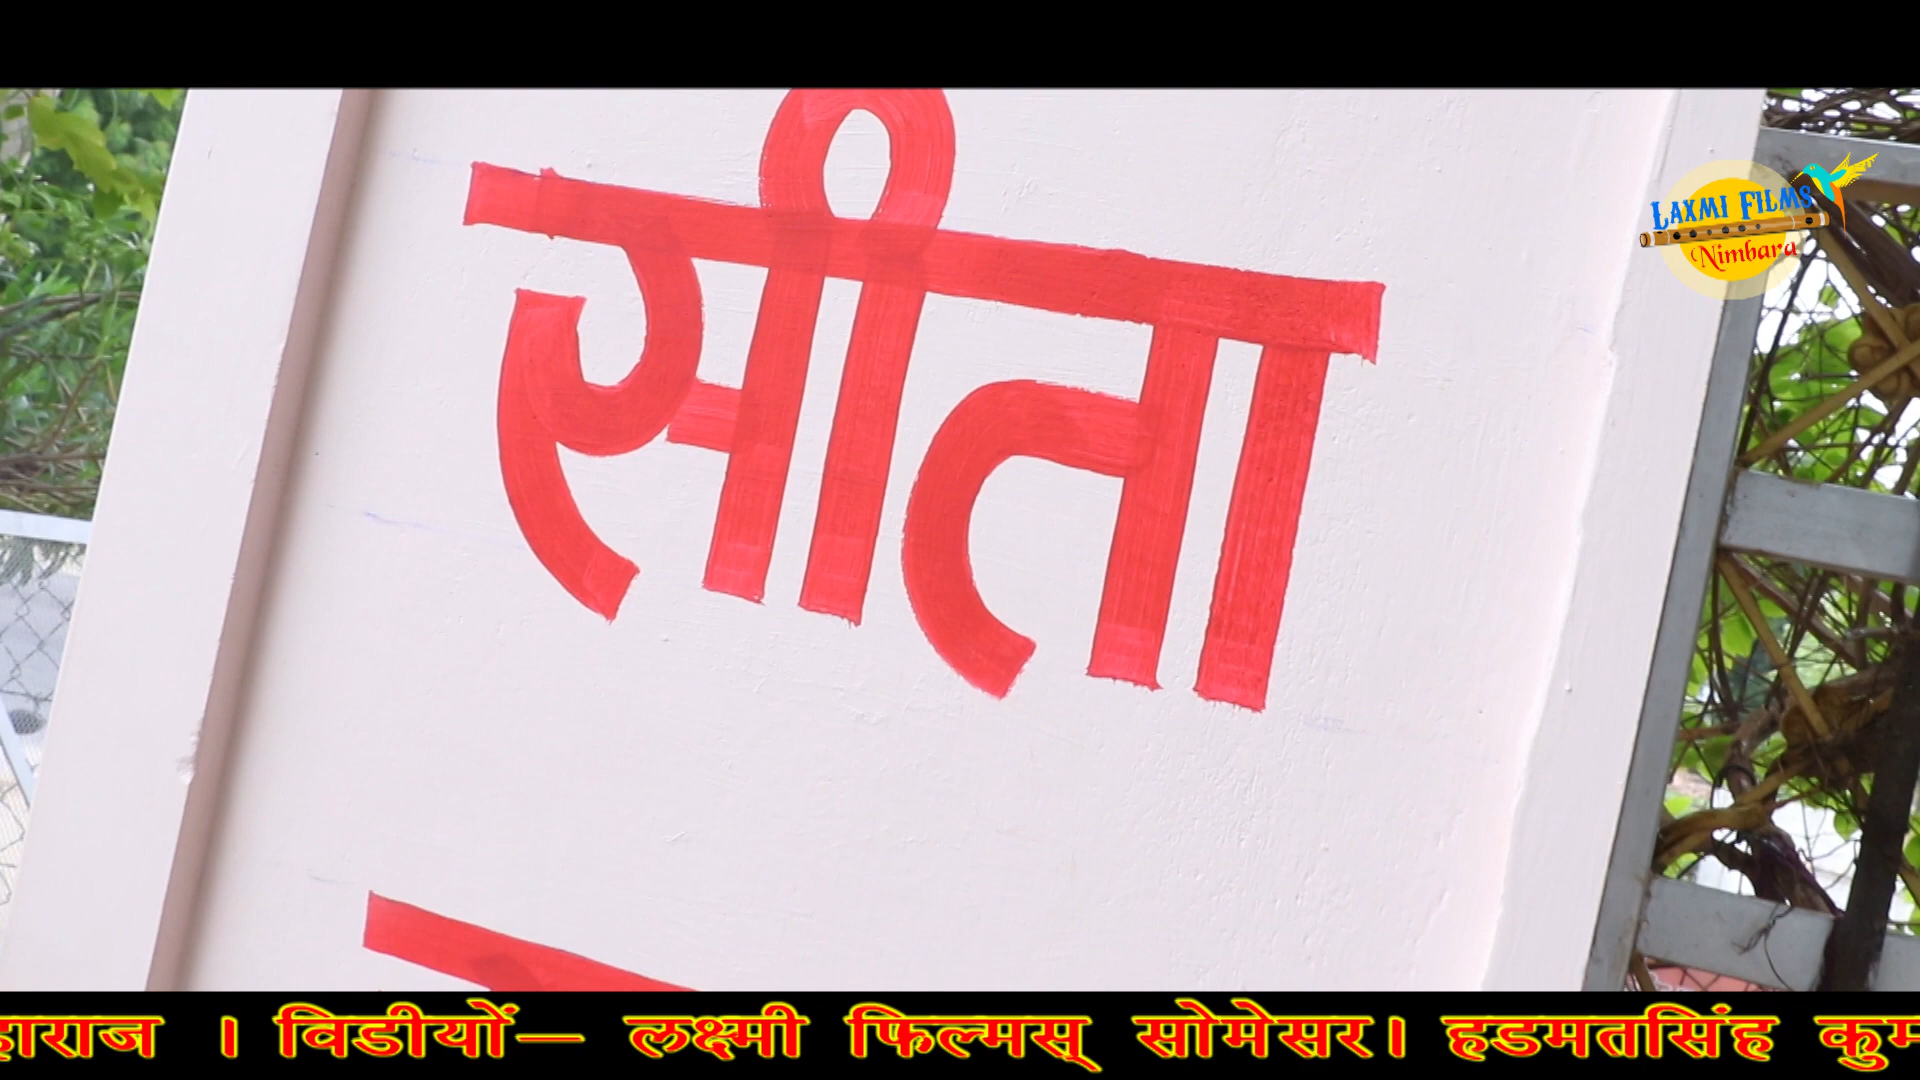 सीता
LAXMI FILMS
Nimbara
हाराज । विडीयों– लक्ष्मी फिल्मस् सोमेसर। हडमतसिंह कुम